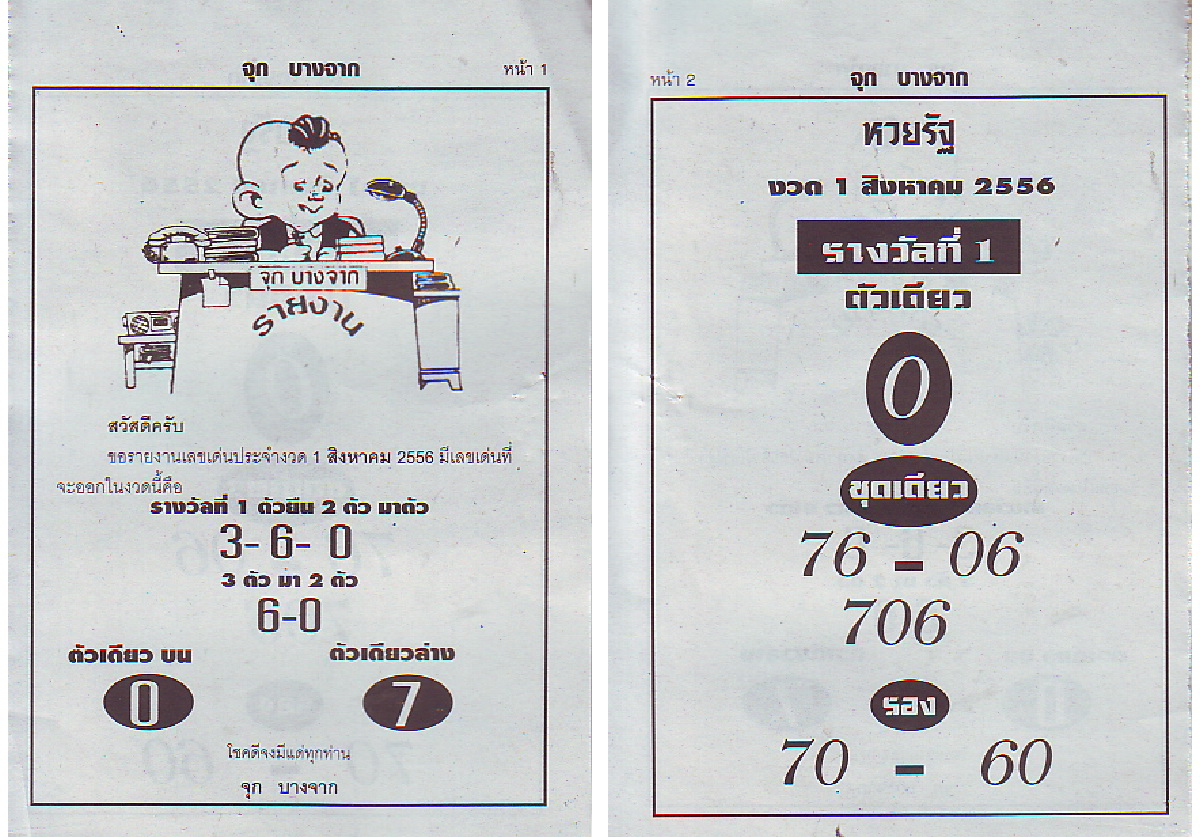 จุก บางจาก
หน้า 1
จุก บางจาก
รายงาน
สวัสดีครับ
ขอรายงานเลขเด่นประจำงวด 1 สิงหาคม 2556 มีเลขเด่นที่
จะออกในงวดนี้คือ
รางวัลที่ 1 ตัวยืน 2 ตัว มาตัว
3- 6- 0
3 ตัว มา 2 ตัว
6-0
ตัวเดียว บน ตัวเดียวล่าง
0 7
โชคดีจงมีแด่ทุกท่าน
จุก บางจาก
หน้า 2
จุก บางจาก
หวยรัฐ
งวด 1 สิงหาคม 2556
รางวัลที่ 1
ตัวเดียว
0
ชุดเดียว
76 - 06
706
รอง
70 - 60